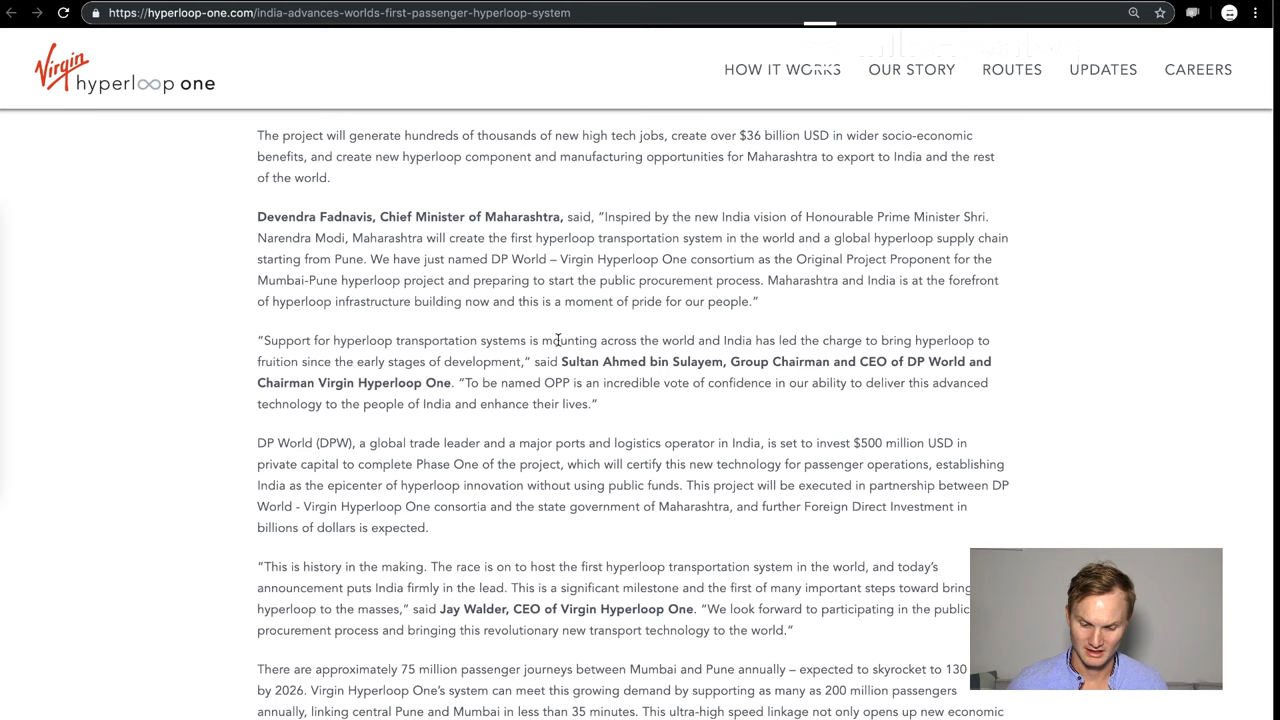 https://hyperloop-one.com/india-advances-worlds-first-passenger-hyperloop-system
Virgin
hyperloop one
HOW IT WORKS OUR STORY ROUTES UPDATES CAREERS
The project will generate hundreds of thousands of new high tech jobs, create over $36 billion USD in wider socio-economic
benefits, and create new hyperloop component and manufacturing opportunities for Maharashtra to export to India and the rest
of the world.
Devendra Fadnavis, Chief Minister of Maharashtra, said, “Inspired by the new India vision of Honourable Prime Minister Shri.
Narendra Modi, Maharashtra will create the first hyperloop transportation system in the world and a global hyperloop supply chain
starting from Pune. We have just named DP World – Virgin Hyperloop One consortium as the Original Project Proponent for the
Mumbai-Pune hyperloop project and preparing to start the public procurement process. Maharashtra and India is at the forefront
of hyperloop infrastructure building now and this is a moment of pride for our people.”
“Support for hyperloop transportation systems is mounting across the world and India has led the charge to bring hyperloop to
fruition since the early stages of development,” said Sultan Ahmed bin Sulayem, Group Chairman and CEO of DP World and
Chairman Virgin Hyperloop One. “To be named OPP is an incredible vote of confidence in our ability to deliver this advanced
technology to the people of India and enhance their lives.”
DP World (DPW), a global trade leader and a major ports and logistics operator in India, is set to invest $500 million USD in
private capital to complete Phase One of the project, which will certify this new technology for passenger operations, establishing
India as the epicenter of hyperloop innovation without using public funds. This project will be executed in partnership between DP
World - Virgin Hyperloop One consortia and the state government of Maharashtra, and further Foreign Direct Investment in
billions of dollars is expected.
“This is history in the making. The race is on to host the first hyperloop transportation system in the world, and today’s
announcement puts India firmly in the lead. This is a significant milestone and the first of many important steps toward bring
hyperloop to the masses,” said Jay Walder, CEO of Virgin Hyperloop One. “We look forward to participating in the public
procurement process and bringing this revolutionary new transport technology to the world.”
There are approximately 75 million passenger journeys between Mumbai and Pune annually – expected to skyrocket to 130
by 2026. Virgin Hyperloop One’s system can meet this growing demand by supporting as many as 200 million passengers
annually, linking central Pune and Mumbai in less than 35 minutes. This ultra-high speed linkage not only opens up new economic